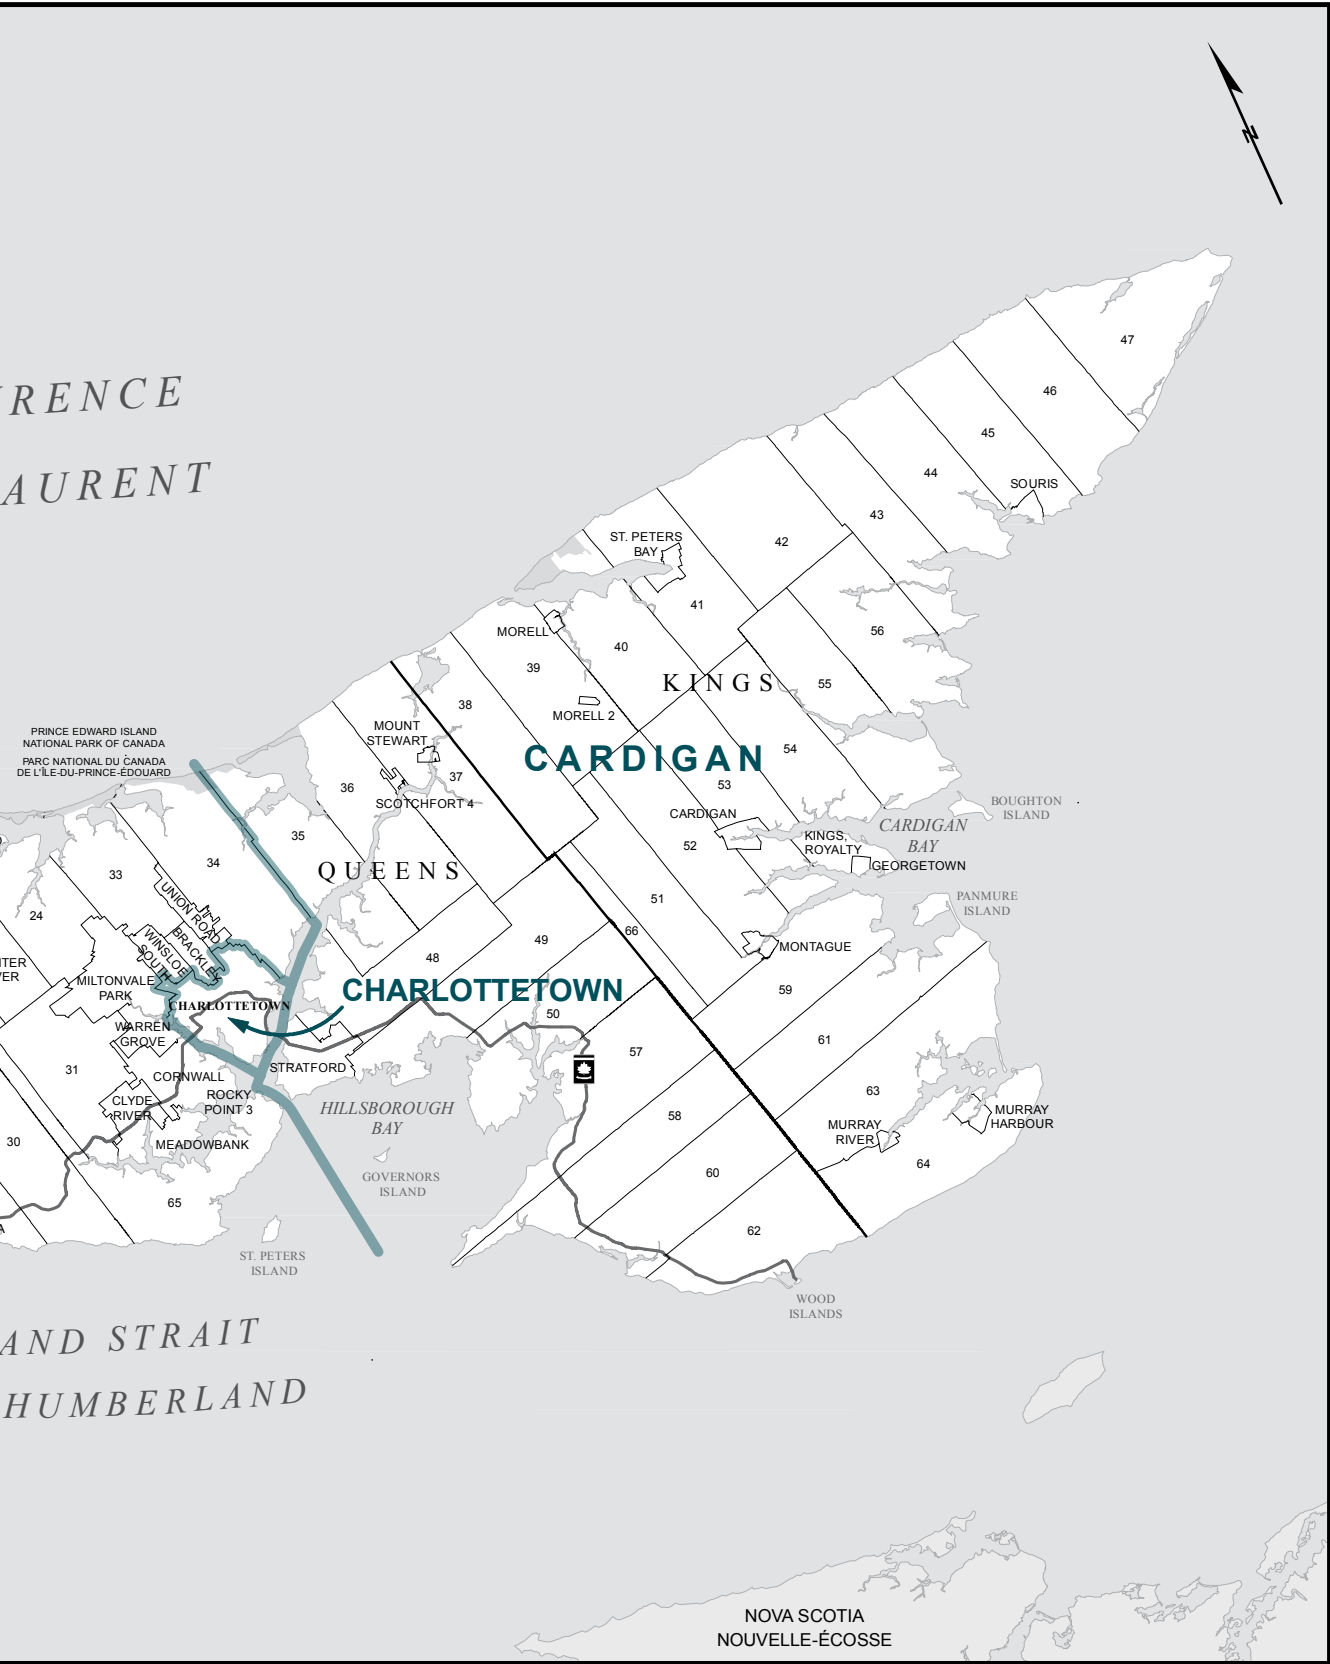 N
RENCE
AURENT
47
46
45
44
SOURIS
43
42
ST. PETERS
BAY
41
56
MORELL
40
39
KINGS
55
38
MORELL 2
MOUNT
STEWART
PRINCE EDWARD ISLAND
NATIONAL PARK OF CANADA
PARC NATIONAL DU CANADA
DE L'ÎLE-DU-PRINCE-ÉDOUARD
54
CARDIGAN
37
36
53
SCOTCHFORT 4
CARDIGAN
BOUGHTON
ISLAND
CARDIGAN
BAY
35
KINGS,
ROYALTY
52
34
GEORGETOWN
33
QUEENS
UNION ROAD
51
PANMURE
ISLAND
24
BRACKLEY
WINSLOE
SOUTH
66
49
MONTAGUE
48
TER
VER
MILTONVALE
PARK
CHARLOTTETOWN
59
CHARLOTTETOWN
50
WARREN
GROVE
61
57
31
STRATFORD
CORNWALL
63
CLYDE
RIVER
ROCKY
POINT 3
HILLSBOROUGH
BAY
58
MURRAY
HARBOUR
MURRAY
RIVER
30
MEADOWBANK
64
60
GOVERNORS
ISLAND
65
62
ST. PETERS
ISLAND
WOOD
ISLANDS
AND STRAIT
HUMBERLAND
NOVA SCOTIA
NOUVELLE-ÉCOSSE